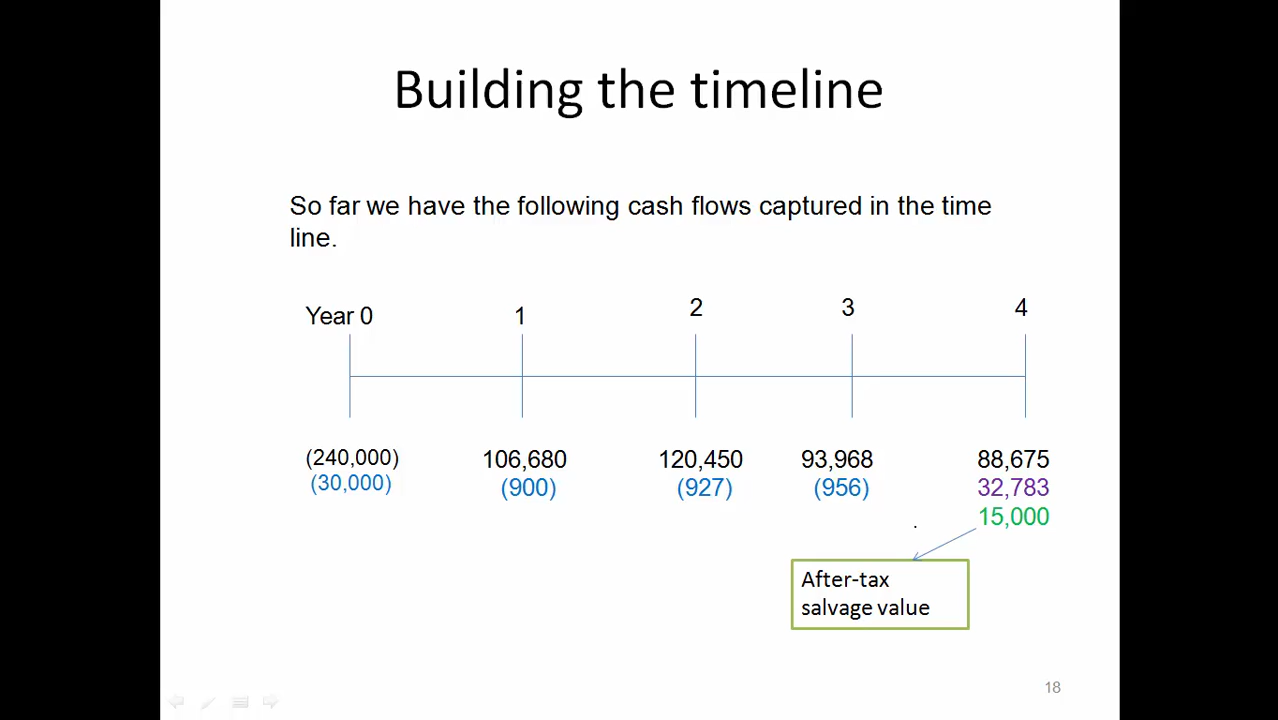 Building the timeline
So far we have the following cash flows captured in the time
line.
Year 0 1 2 3 4
(240,000) 106,680 120,450 93,968 88,675
(30,000) (900) (927) (956) 32,783
15,000
After-tax
salvage value
18